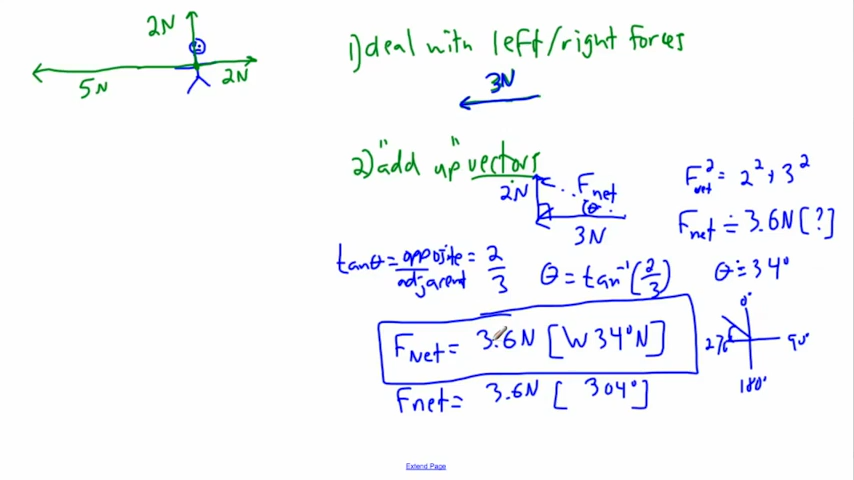 2N
5N
2N
1) deal with left/right forces
3N
2) "add up" vectors
2N
Fnet
θ
3N
Fnet² = 2² + 3²
Fnet ≐ 3.6N [?]
tanθ = opposite/adjacent = 2/3
θ = tan⁻¹(2/3)
θ ≐ 34°
FNet = 3.6N [W34°N]
0°
270
90°
180°
Fnet = 3.6N [304°]
Extend Page